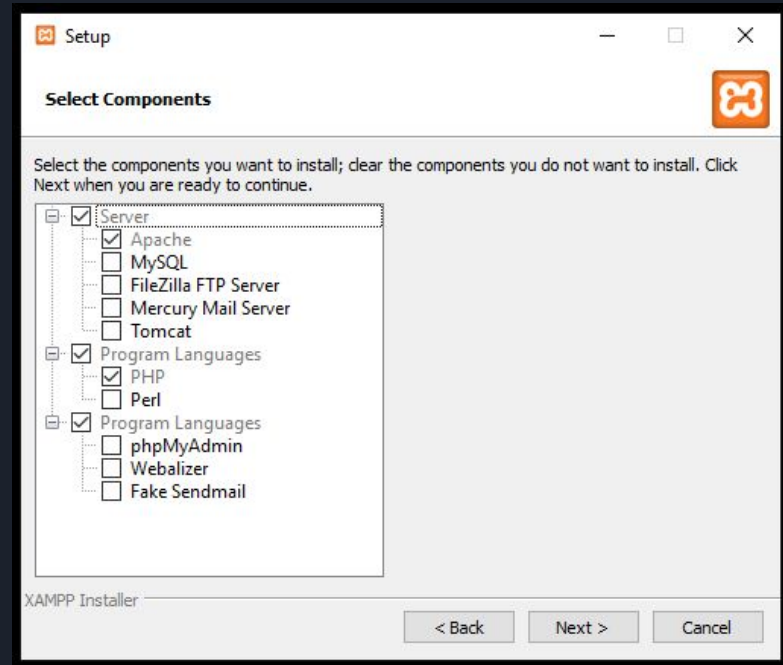 Setup
Select Components
Select the components you want to install; clear the components you do not want to install. Click
Next when you are ready to continue.
Server
Apache
MySQL
FileZilla FTP Server
Mercury Mail Server
Tomcat
Program Languages
PHP
Perl
Program Languages
phpMyAdmin
Webalizer
Fake Sendmail
XAMPP Installer
< Back
Next >
Cancel